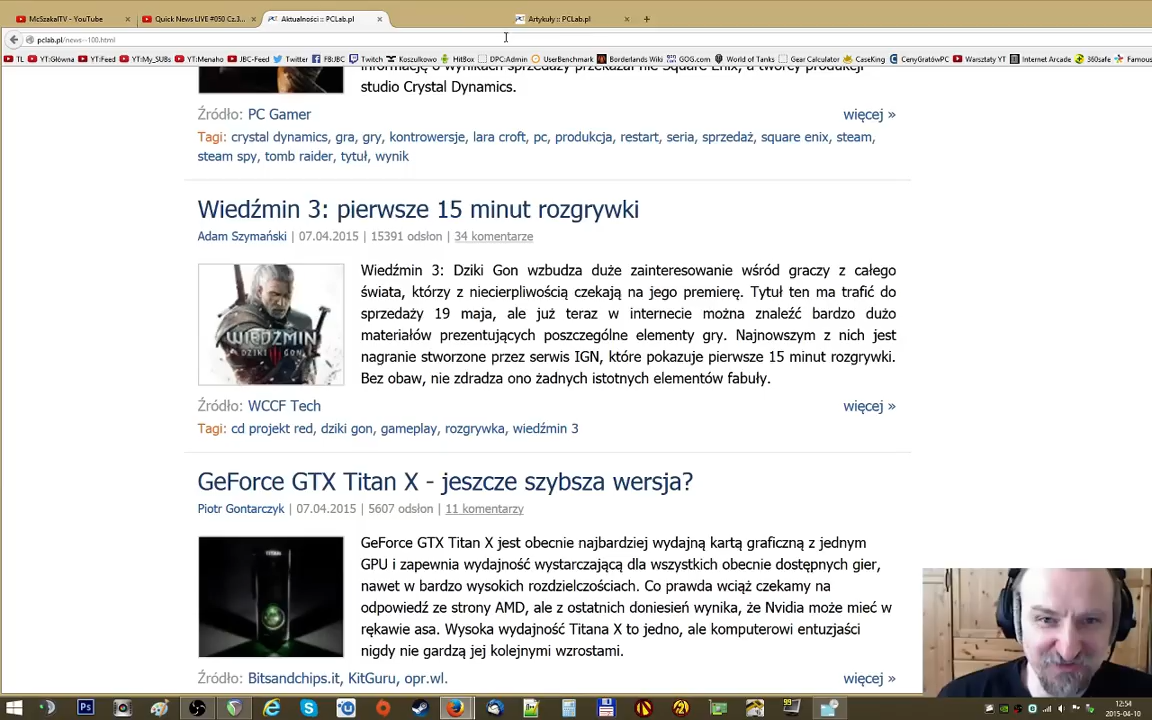 McSzakalTV - YouTube
Quick News LIVE #050 Cz.3...
Aktualności :: PCLab.pl
Artykuły :: PCLab.pl
pclab.pl/news--100.html
TL YT:Główna YT:Feed YT:My_SUBs YT:Menaho JBC-Feed Twitter FB:JBC Twitch Koszulkowo HitBox DPC:Admin UserBenchmark Borderlands Wiki GOG.com World of Tanks Gear Calculator CaseKing CenyGratówPC Warsztaty YT Internet Arcade 360safe Famous
studio Crystal Dynamics.
Źródło: PC Gamer
więcej »
Tagi: crystal dynamics, gra, gry, kontrowersje, lara croft, pc, produkcja, restart, seria, sprzedaż, square enix, steam,
steam spy, tomb raider, tytuł, wynik
Wiedźmin 3: pierwsze 15 minut rozgrywki
Adam Szymański | 07.04.2015 | 15391 odsłon | 34 komentarze
WIEDŹMIN
DZIKI GON
Wiedźmin 3: Dziki Gon wzbudza duże zainteresowanie wśród graczy z całego
świata, którzy z niecierpliwością czekają na jego premierę. Tytuł ten ma trafić do
sprzedaży 19 maja, ale już teraz w internecie można znaleźć bardzo dużo
materiałów prezentujących poszczególne elementy gry. Najnowszym z nich jest
nagranie stworzone przez serwis IGN, które pokazuje pierwsze 15 minut rozgrywki.
Bez obaw, nie zdradza ono żadnych istotnych elementów fabuły.
Źródło: WCCF Tech
więcej »
Tagi: cd projekt red, dziki gon, gameplay, rozgrywka, wiedźmin 3
GeForce GTX Titan X - jeszcze szybsza wersja?
Piotr Gontarczyk | 07.04.2015 | 5607 odsłon | 11 komentarzy
GeForce GTX Titan X jest obecnie najbardziej wydajną kartą graficzną z jednym
GPU i zapewnia wydajność wystarczającą dla wszystkich obecnie dostępnych gier,
nawet w bardzo wysokich rozdzielczościach. Co prawda wciąż czekamy na
odpowiedź ze strony AMD, ale z ostatnich doniesień wynika, że Nvidia może mieć w
rękawie asa. Wysoka wydajność Titana X to jedno, ale komputerowi entuzjaści
nigdy nie gardzą jej kolejnymi wzrostami.
Źródło: Bitsandchips.it, KitGuru, opr.wl.
więcej »
12:54
2015-04-10